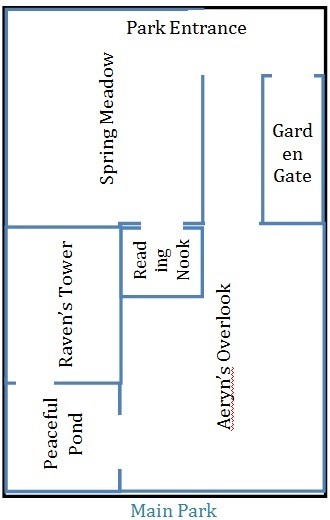 Park Entrance
Spring Meadow
Gard
en
Gate
Read
ing
Nook
Raven's Tower
Aeryn's Overlook
Peaceful
Pond
Main Park